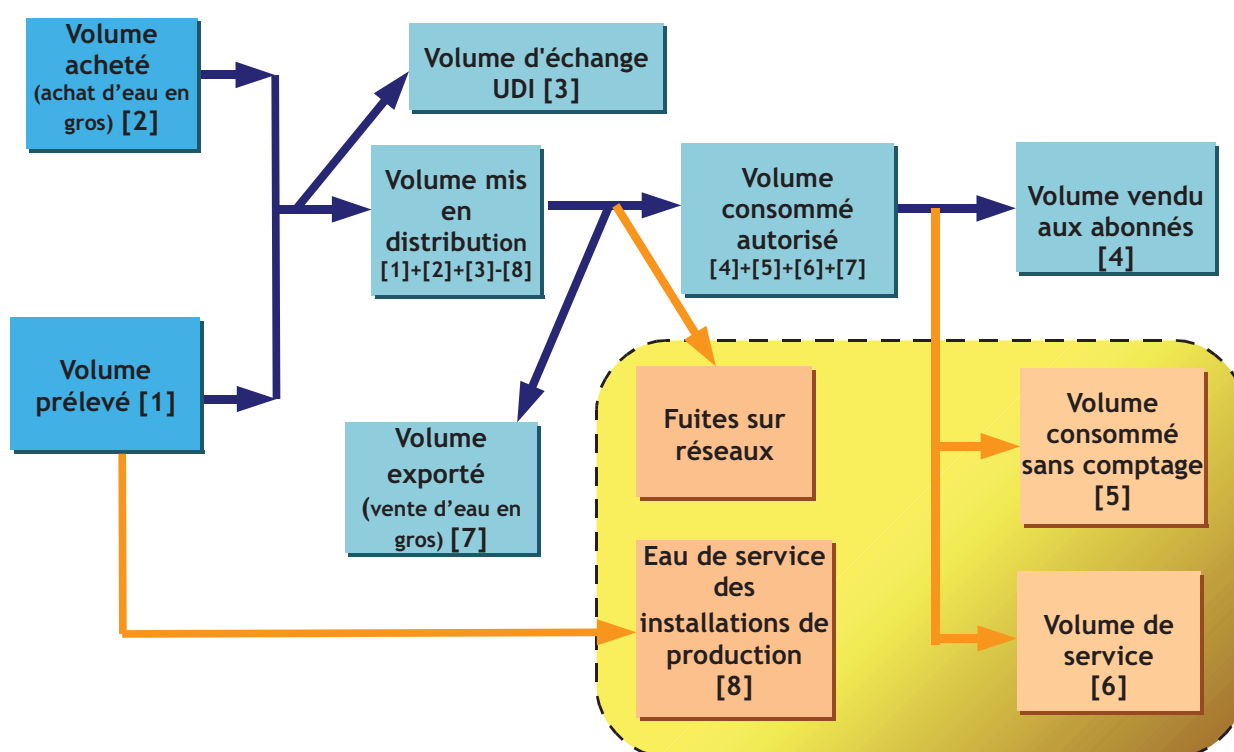 Volume
acheté
(achat d'eau en
gros) [2]
Volume d'échange
UDI [3]
Volume mis
en
distribution
[1]+[2]+[3]-[8]
Volume
consommé
autorisé
[4]+[5]+[6]+[7]
Volume vendu
aux abonnés
[4]
Volume
prélevé [1]
Volume
exporté
(vente d'eau en
gros) [7]
Fuites sur
réseaux
Volume
consommé
sans comptage
[5]
Eau de service
des
installations de
production
[8]
Volume de
service
[6]